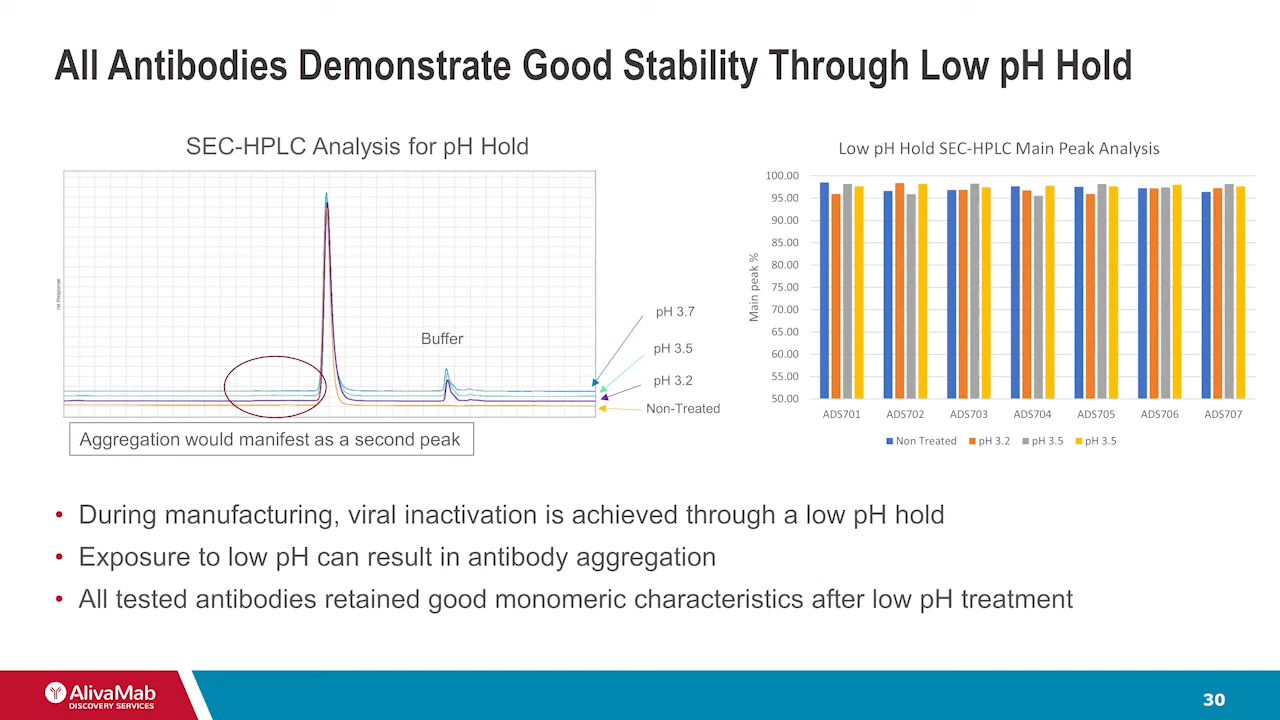 All Antibodies Demonstrate Good Stability Through Low pH Hold
SEC-HPLC Analysis for pH Hold
Buffer
pH 3.7
pH 3.5
pH 3.2
Non-Treated
Aggregation would manifest as a second peak
Low pH Hold SEC-HPLC Main Peak Analysis
Main peak %
100.00
95.00
90.00
85.00
80.00
75.00
70.00
65.00
60.00
55.00
50.00
ADS701 ADS702 ADS703 ADS704 ADS705 ADS706 ADS707
Non Treated pH 3.2 pH 3.5 pH 3.5
• During manufacturing, viral inactivation is achieved through a low pH hold
• Exposure to low pH can result in antibody aggregation
• All tested antibodies retained good monomeric characteristics after low pH treatment
AlivaMab
DISCOVERY SERVICES
30